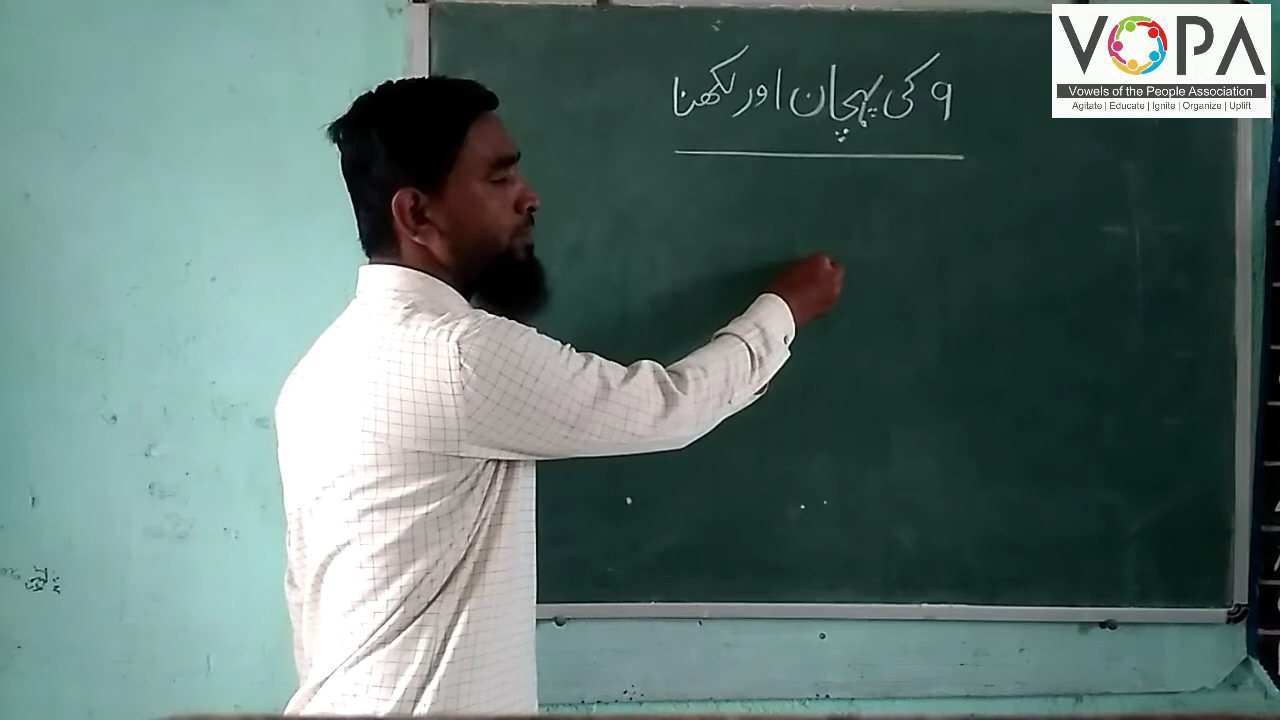 ۹ کی پہچان اور لکھنا
VOPA
Vowels of the People Association
Agitate | Educate | Ignite | Organize | Uplift